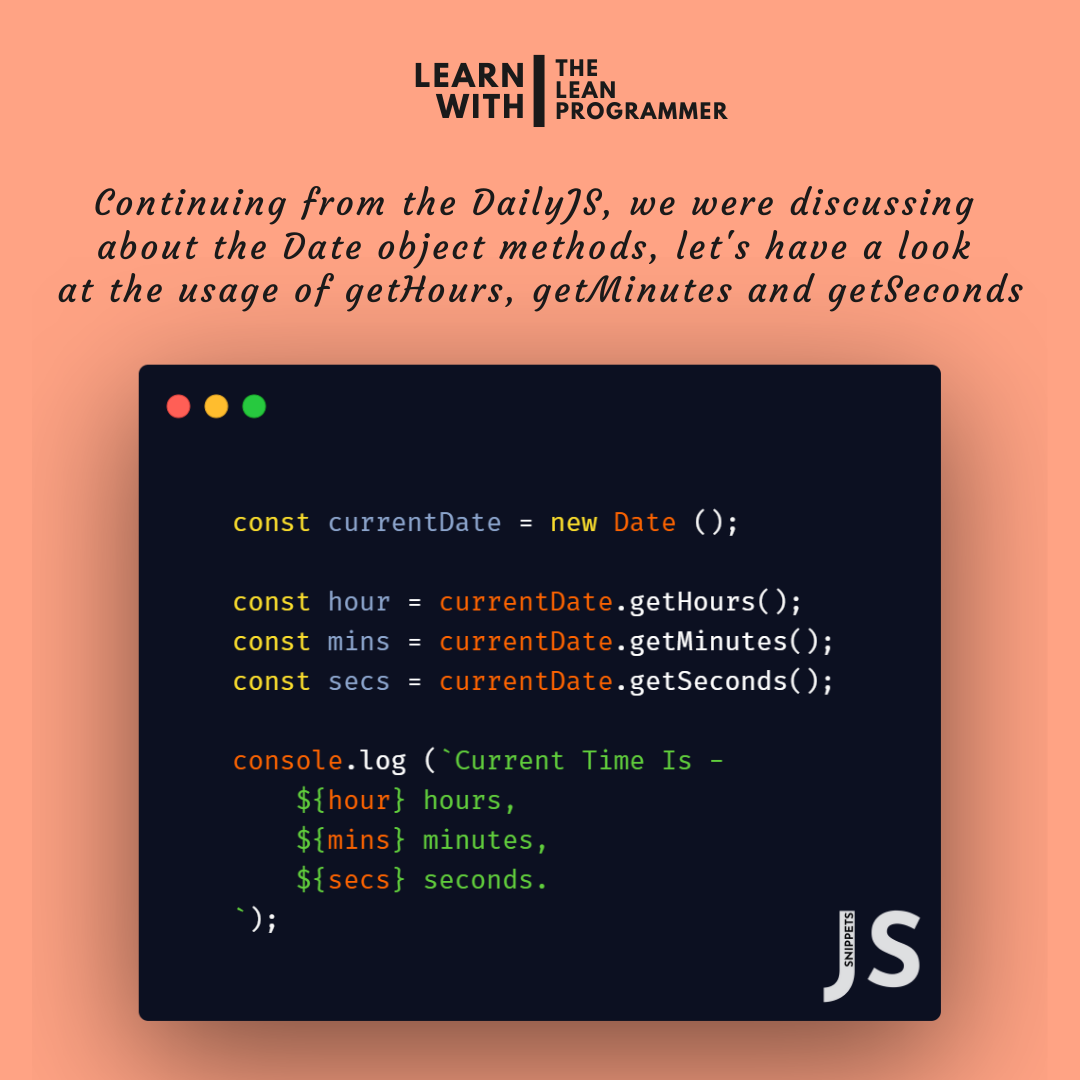 LEARN
WITH
THE
LEAN
PROGRAMMER
Continuing from the DailyJS, we were discussing
about the Date object methods, let's have a look
at the usage of getHours, getMinutes and getSeconds
const currentDate = new Date ();
const hour = currentDate.getHours();
const mins = currentDate.getMinutes();
const secs = currentDate.getSeconds();
console.log (`Current Time Is -
${hour} hours,
${mins} minutes,
${secs} seconds.
`);
JS
SNIPPETS